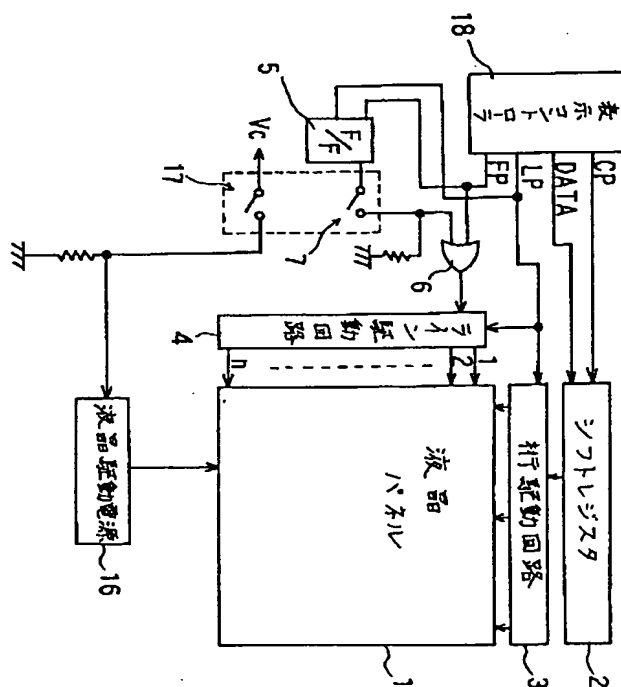 18
表示コントローラ
CP
DATA
LP
FP
シフトレジスタ
2
桁駆動回路
3
5
F/F
6
7
17
Vc
ライン駆動回路
4
1
2
n
液晶
パネル
1
液晶駆動電源
16